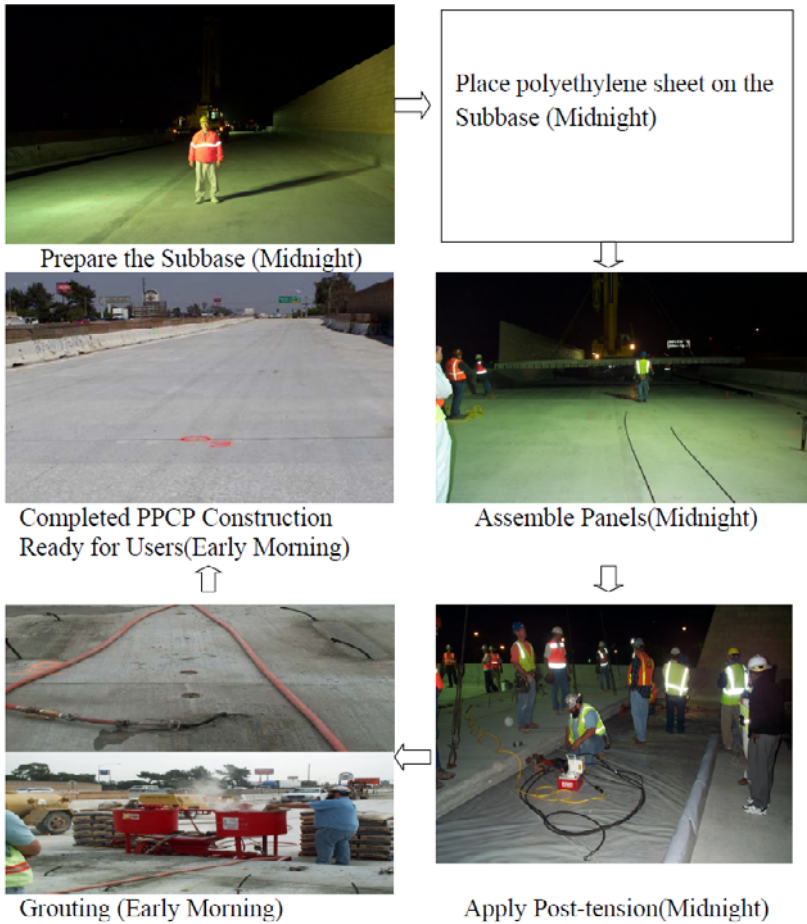 Place polyethylene sheet on the
Subbase (Midnight)
Prepare the Subbase (Midnight)
Completed PPCP Construction
Ready for Users(Early Morning)
Assemble Panels(Midnight)
Grouting (Early Morning)
Apply Post-tension(Midnight)